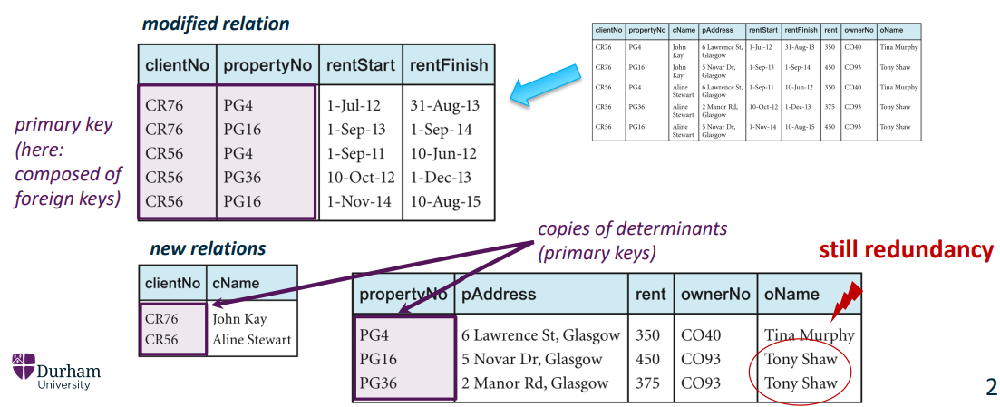 modified relation
clientNo propertyNo rentStart rentFinish
CR76 PG4 1-Jul-12 31-Aug-13
CR76 PG16 1-Sep-13 1-Sep-14
CR56 PG4 1-Sep-11 10-Jun-12
CR56 PG36 10-Oct-12 1-Dec-13
CR56 PG16 1-Nov-14 10-Aug-15
primary key
(here:
composed of
foreign keys)
clientNo propertyNo cName pAddress rentStart rentFinish rent ownerNo oName
CR76 PG4 John 6 Lawrence St, 1-Jul-12 31-Aug-13 350 CO40 Tina Murphy
Kay Glasgow
CR76 PG16 John 5 Novar Dr, 1-Sep-13 1-Sep-14 450 CO93 Tony Shaw
Kay Glasgow
CR56 PG4 Aline 6 Lawrence St, 1-Sep-11 10-Jun-12 350 CO40 Tina Murphy
Stewart Glasgow
CR56 PG36 Aline 2 Manor Rd, 10-Oct-12 1-Dec-13 375 CO93 Tony Shaw
Stewart Glasgow
CR56 PG16 Aline 5 Novar Dr, 1-Nov-14 10-Aug-15 450 CO93 Tony Shaw
Stewart Glasgow
copies of determinants
(primary keys)
new relations
still redundancy
clientNo cName
CR76 John Kay
CR56 Aline Stewart
propertyNo pAddress rent ownerNo oName
PG4 6 Lawrence St, Glasgow 350 CO40 Tina Murphy
PG16 5 Novar Dr, Glasgow 450 CO93 Tony Shaw
PG36 2 Manor Rd, Glasgow 375 CO93 Tony Shaw
Durham
University
2